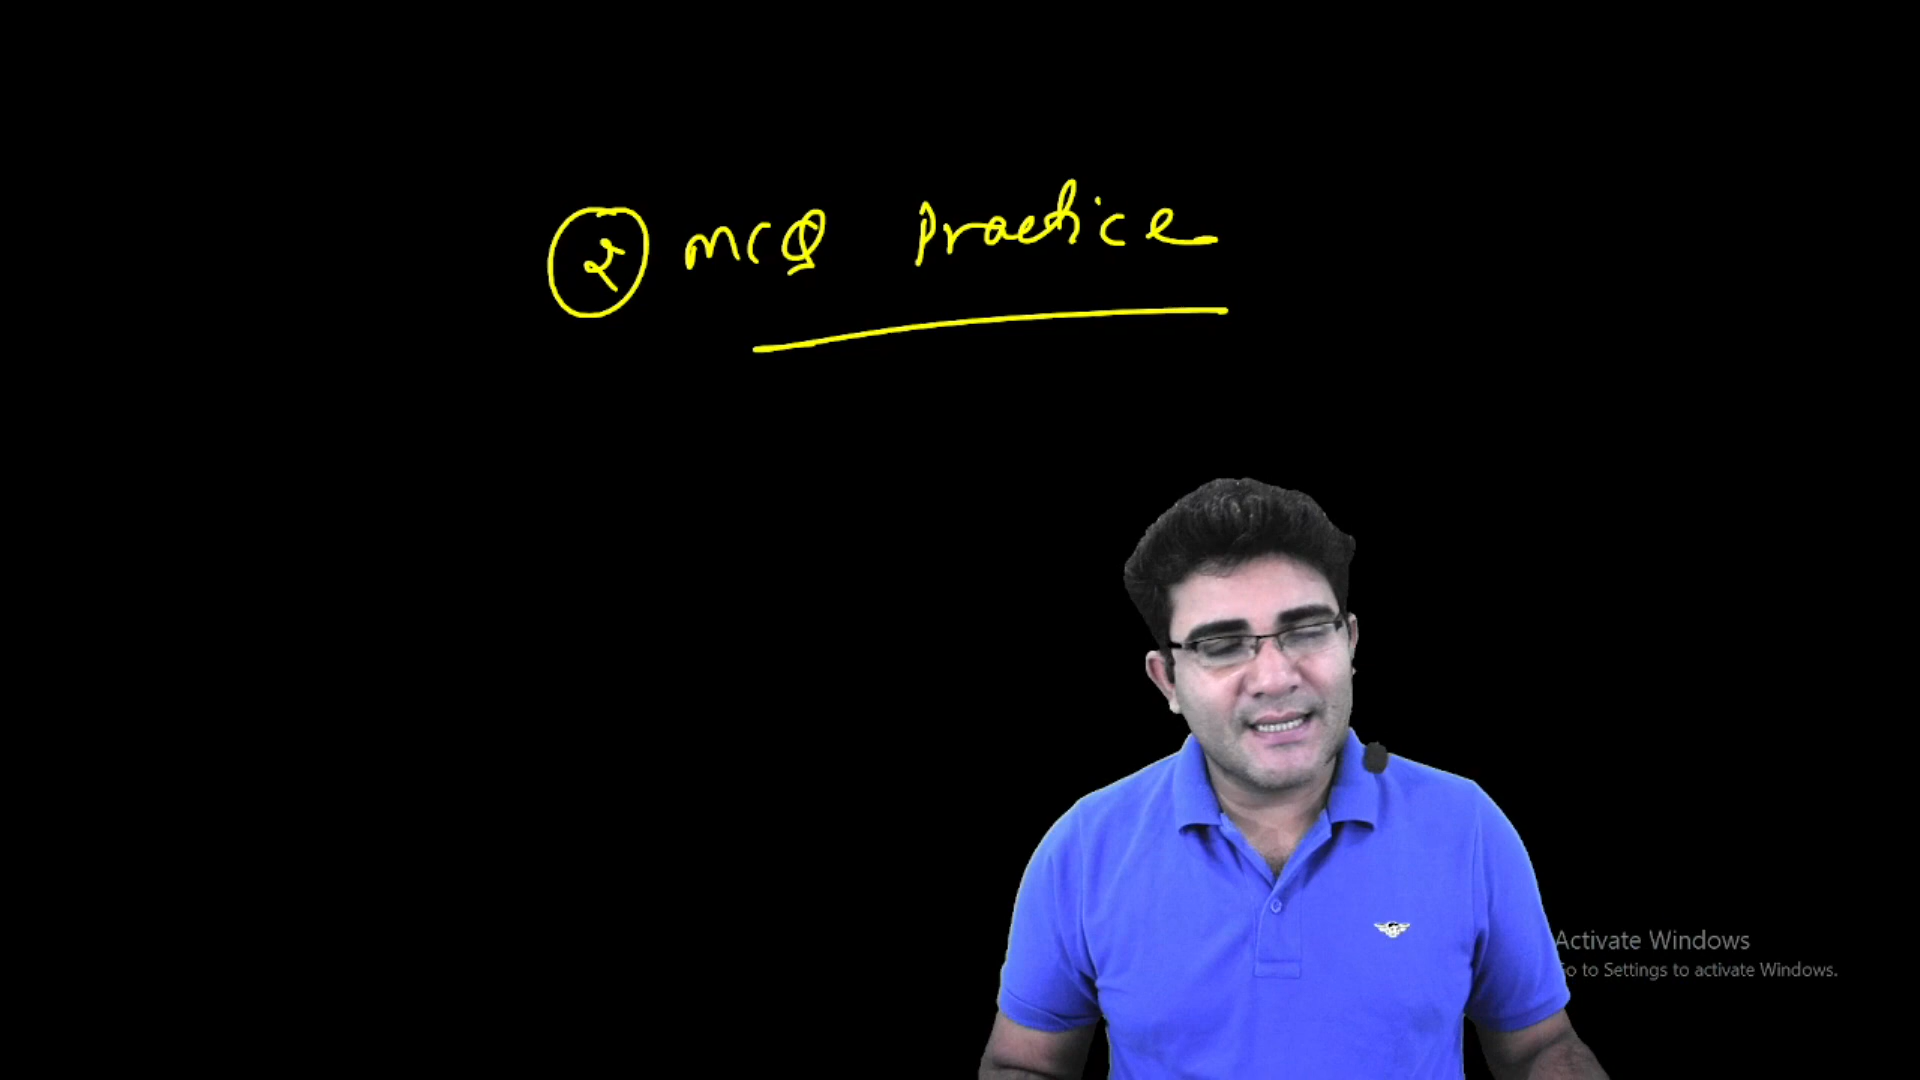 २ MCQ Practice
Activate Windows
Go to Settings to activate Windows.